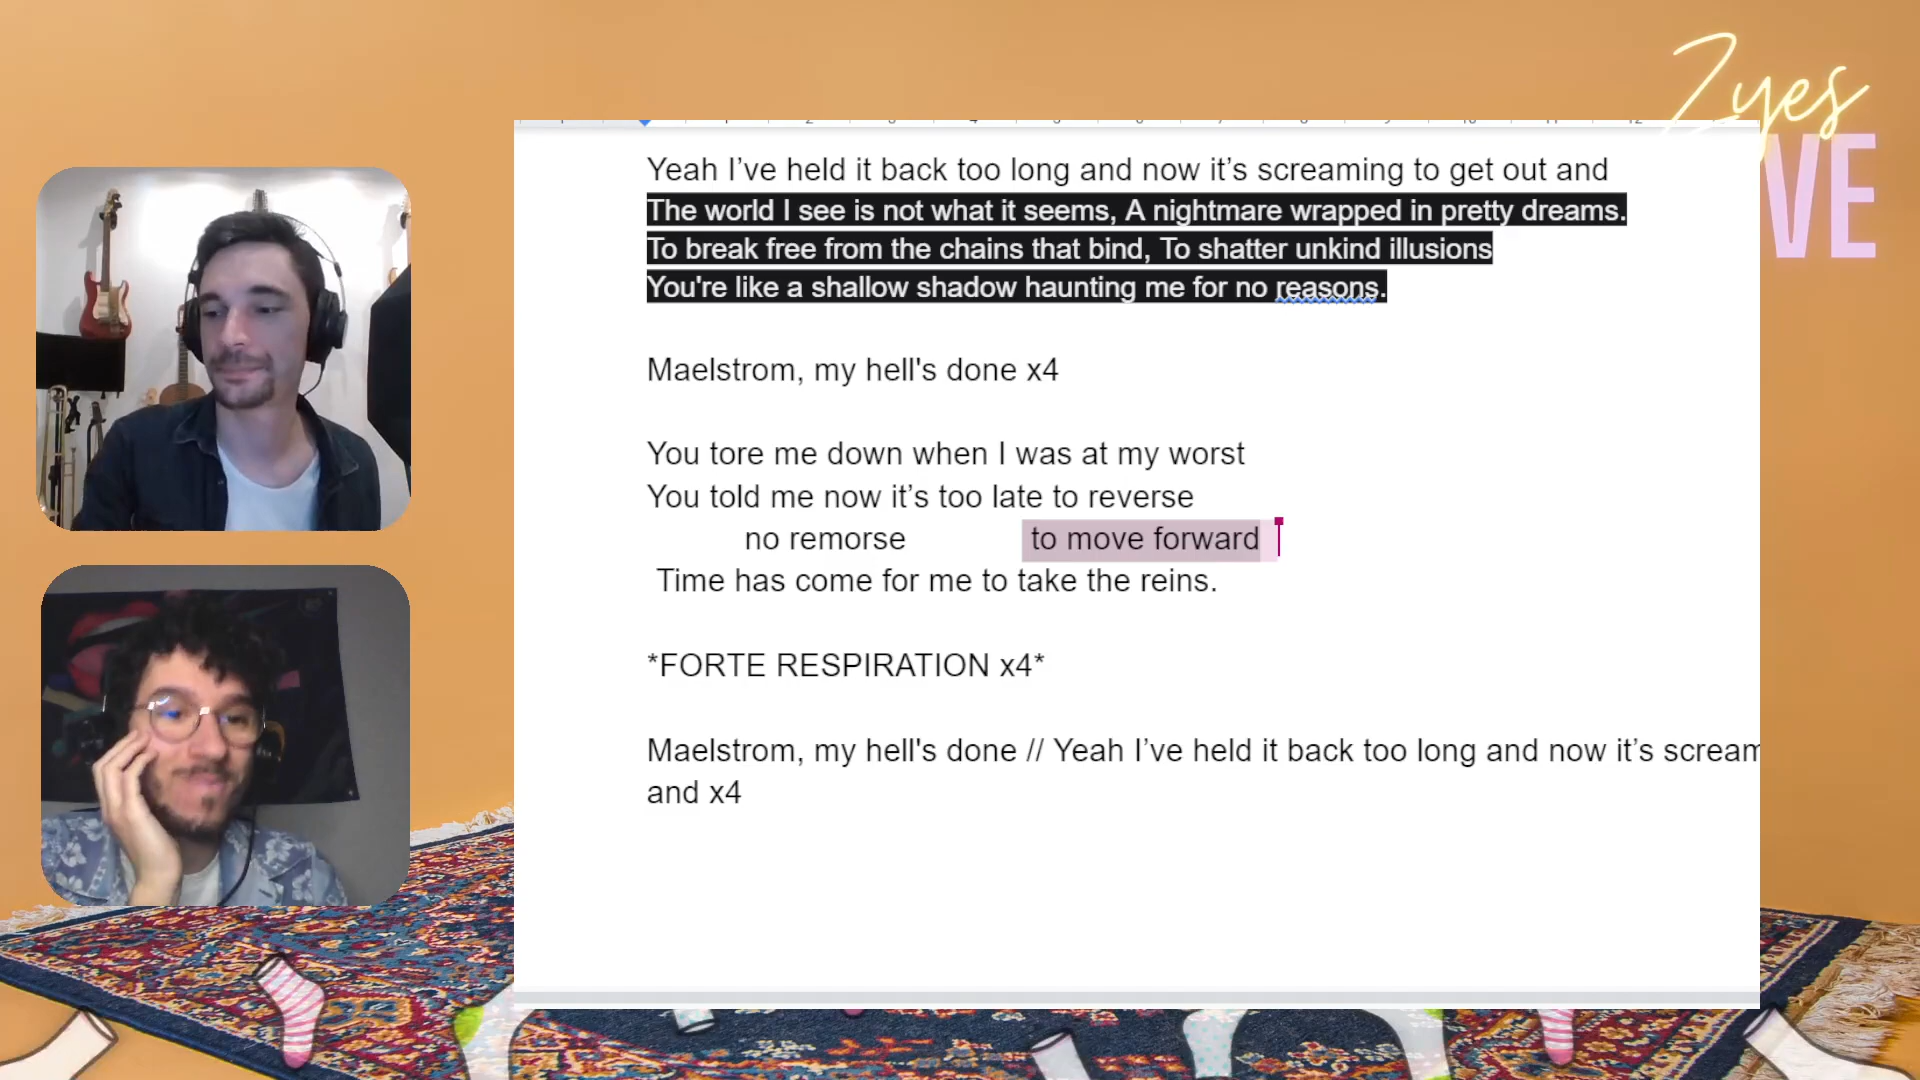 Zyes
VE
Yeah I’ve held it back too long and now it’s screaming to get out and
The world I see is not what it seems, A nightmare wrapped in pretty dreams.
To break free from the chains that bind, To shatter unkind illusions
You're like a shallow shadow haunting me for no reasons.
Maelstrom, my hell's done x4
You tore me down when I was at my worst
You told me now it’s too late to reverse
no remorse to move forward
Time has come for me to take the reins.
*FORTE RESPIRATION x4*
Maelstrom, my hell's done // Yeah I’ve held it back too long and now it’s scream
and x4